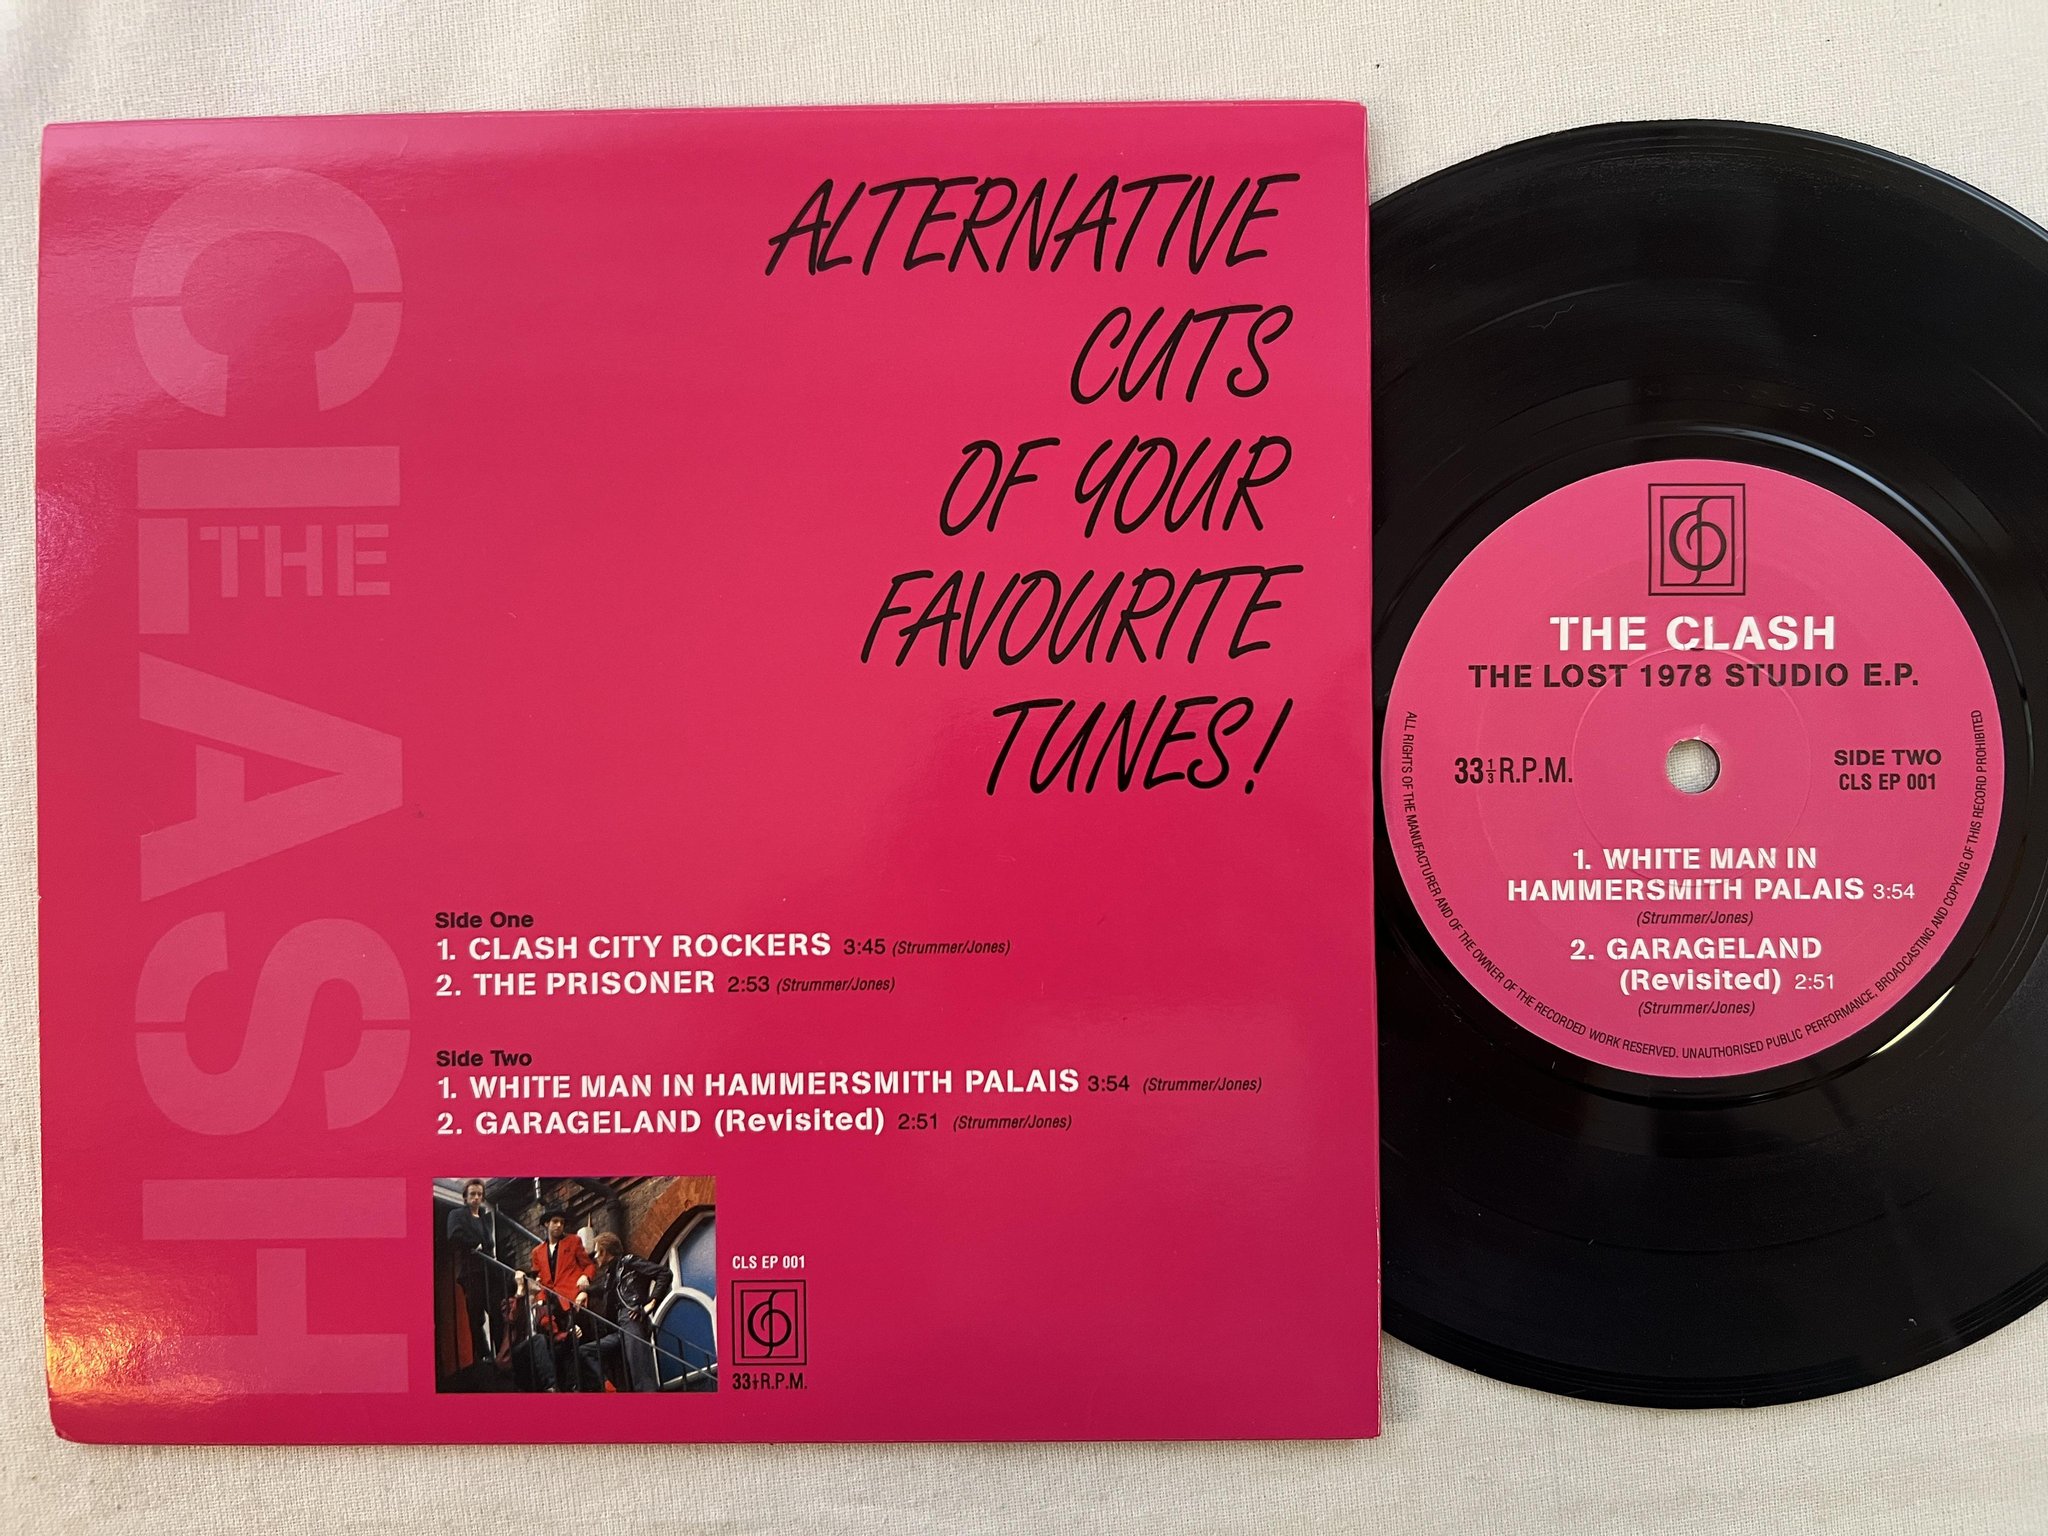 THE CLASH
ALTERNATIVE
CUTS
OF YOUR
FAVOURITE
TUNES!
Side One
1. CLASH CITY ROCKERS 3:45 (Strummer/Jones)
2. THE PRISONER 2:53 (Strummer/Jones)
Side Two
1. WHITE MAN IN HAMMERSMITH PALAIS 3:54 (Strummer/Jones)
2. GARAGELAND (Revisited) 2:51 (Strummer/Jones)
CLS EP 001
33⅓ R.P.M.
THE CLASH
THE LOST 1978 STUDIO E.P.
33⅓ R.P.M.
SIDE TWO
CLS EP 001
1. WHITE MAN IN
HAMMERSMITH PALAIS 3:54
(Strummer/Jones)
2. GARAGELAND
(Revisited) 2:51
(Strummer/Jones)
ALL RIGHTS OF THE MANUFACTURER AND OF THE OWNER OF THE RECORDED WORK RESERVED. UNAUTHORISED PUBLIC PERFORMANCE, BROADCASTING AND COPYING OF THIS RECORD PROHIBITED